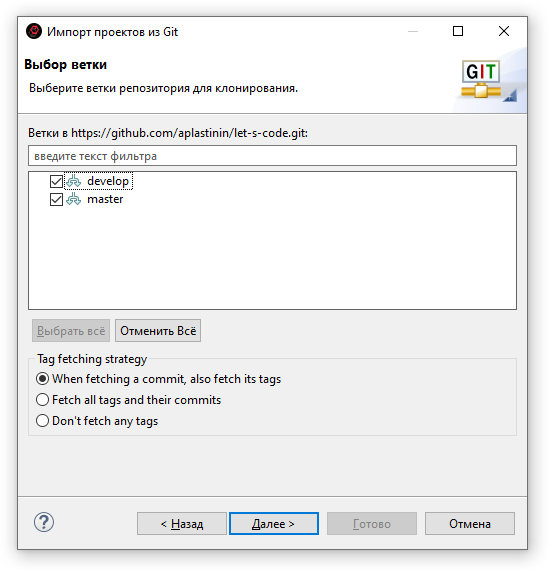 Импорт проектов из Git
Выбор ветки
Выберите ветки репозитория для клонирования.
GIT
Ветки в https://github.com/aplastinin/let-s-code.git:
введите текст фильтра
develop
master
Выбрать всё
Отменить Всё
Tag fetching strategy
When fetching a commit, also fetch its tags
Fetch all tags and their commits
Don't fetch any tags
?
< Назад
Далее >
Готово
Отмена